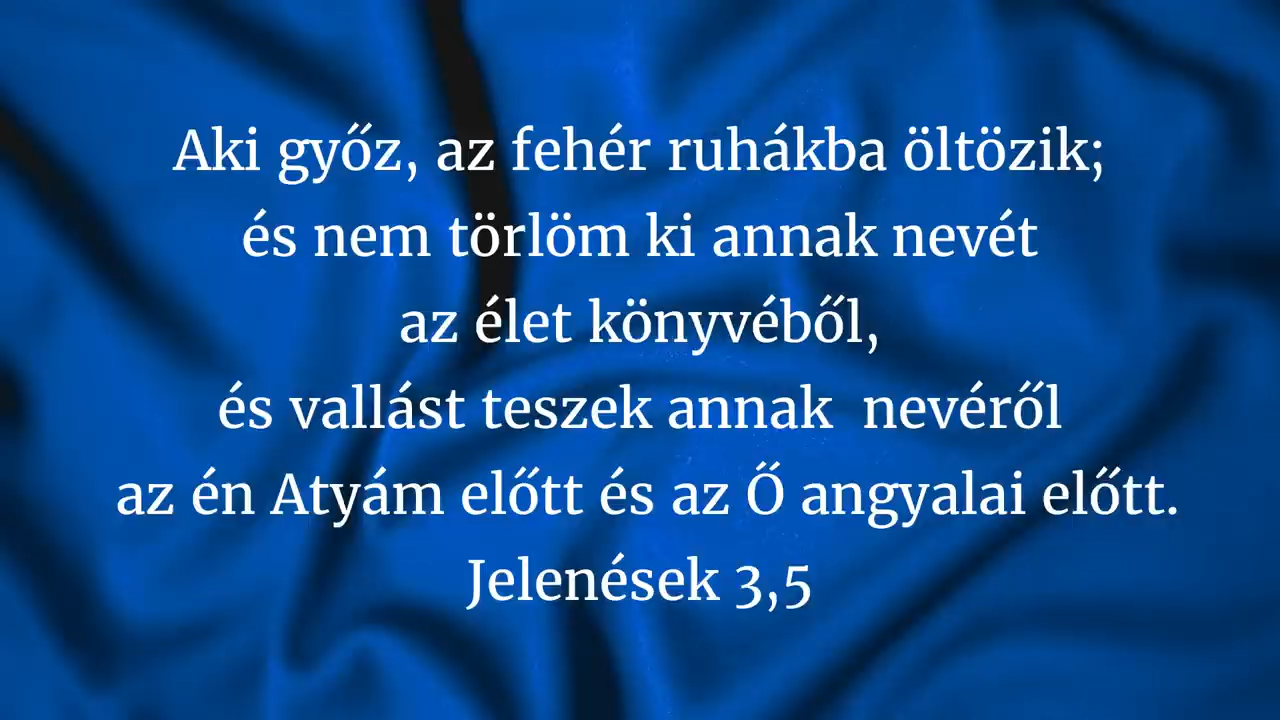 Aki győz, az fehér ruhákba öltözik;
és nem törlöm ki annak nevét
az élet könyvéből,
és vallást teszek annak  nevéről
az én Atyám előtt és az Ő angyalai előtt.
Jelenések 3,5